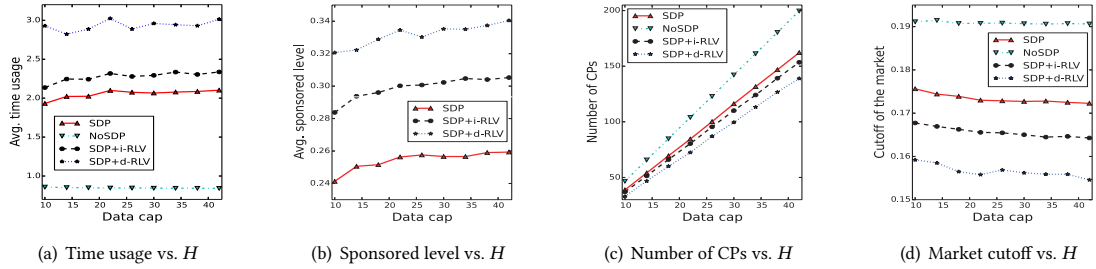 Avg. time usage
3.0
2.5
2.0
1.5
1.0
SDP
NoSDP
SDP+i-RLV
SDP+d-RLV
10 15 20 25 30 35 40
Data cap
(a) Time usage vs. H
Avg. sponsored level
0.34
0.32
0.30
0.28
0.26
0.24
SDP
SDP+i-RLV
SDP+d-RLV
10 15 20 25 30 35 40
Data cap
(b) Sponsored level vs. H
Number of CPs
200
150
100
50
SDP
NoSDP
SDP+i-RLV
SDP+d-RLV
10 15 20 25 30 35 40
Data cap
(c) Number of CPs vs. H
Cutoff of the market
0.19
0.18
0.17
0.16
0.15
SDP
NoSDP
SDP+i-RLV
SDP+d-RLV
10 15 20 25 30 35 40
Data cap
(d) Market cutoff vs. H